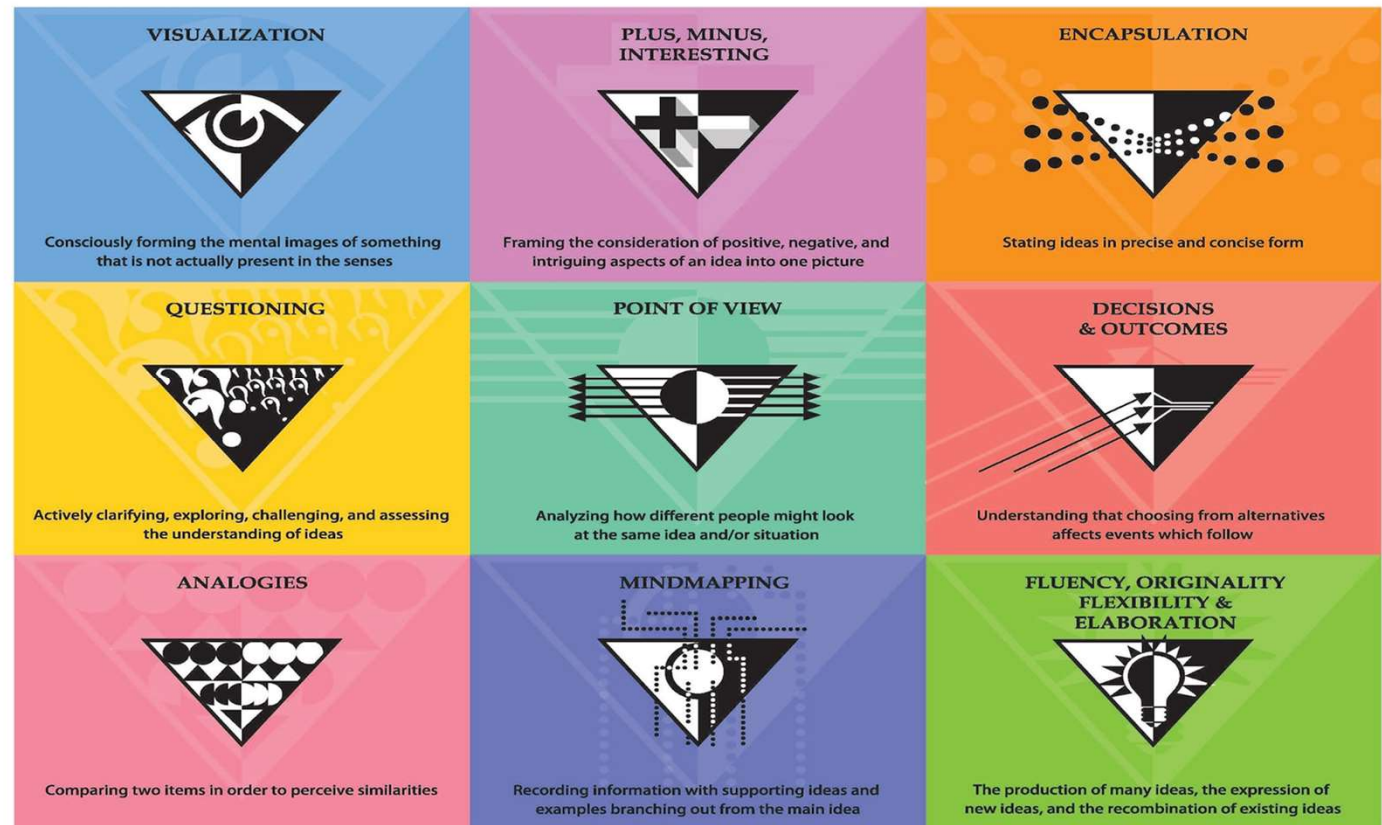 VISUALIZATION
Consciously forming the mental images of something
that is not actually present in the senses
PLUS, MINUS,
INTERESTING
Framing the consideration of positive, negative, and
intriguing aspects of an idea into one picture
ENCAPSULATION
Stating ideas in precise and concise form
QUESTIONING
Actively clarifying, exploring, challenging, and assessing
the understanding of ideas
POINT OF VIEW
Analyzing how different people might look
at the same idea and/or situation
DECISIONS
& OUTCOMES
Understanding that choosing from alternatives
affects events which follow
ANALOGIES
Comparing two items in order to perceive similarities
MINDMAPPING
Recording information with supporting ideas and
examples branching out from the main idea
FLUENCY, ORIGINALITY
FLEXIBILITY &
ELABORATION
The production of many ideas, the expression of
new ideas, and the recombination of existing ideas